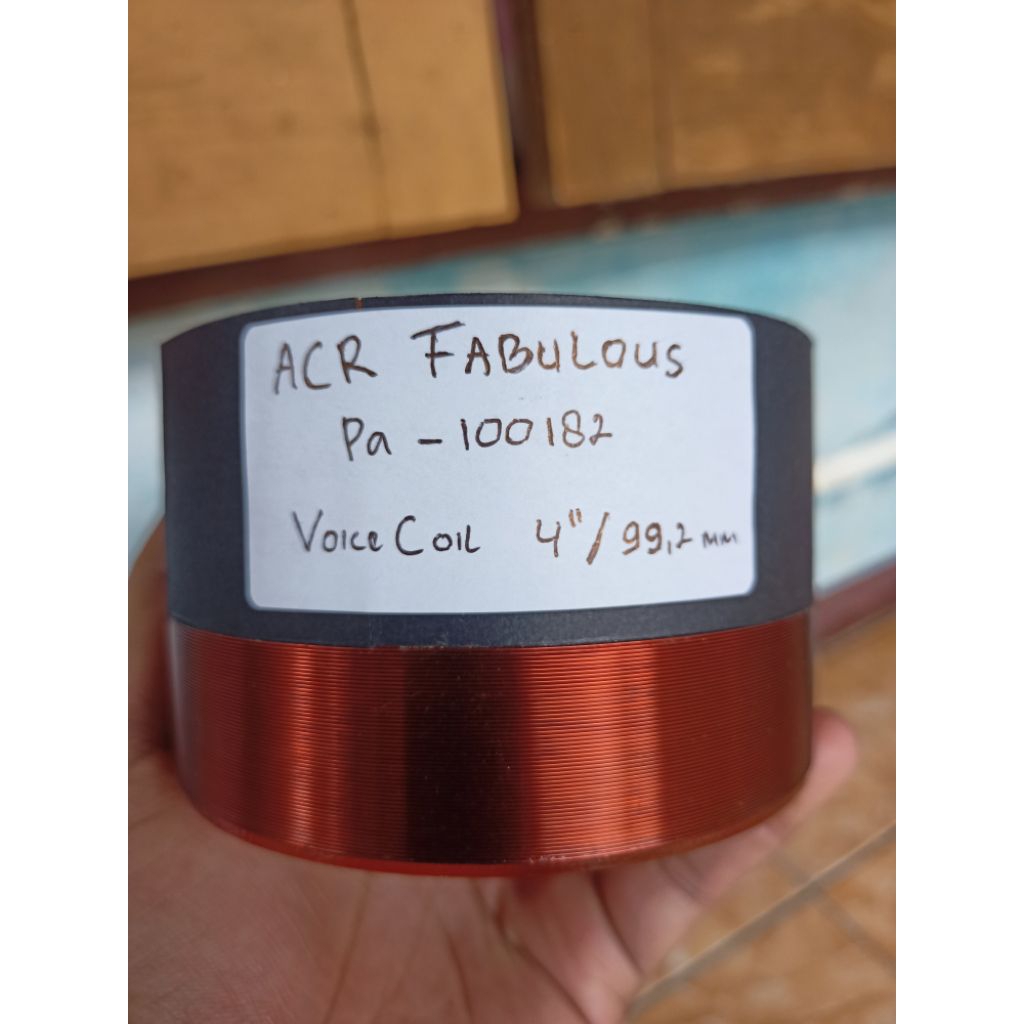 ACR FABULOUS
Pa - 100182
Voice Coil 4"/99,2 mm